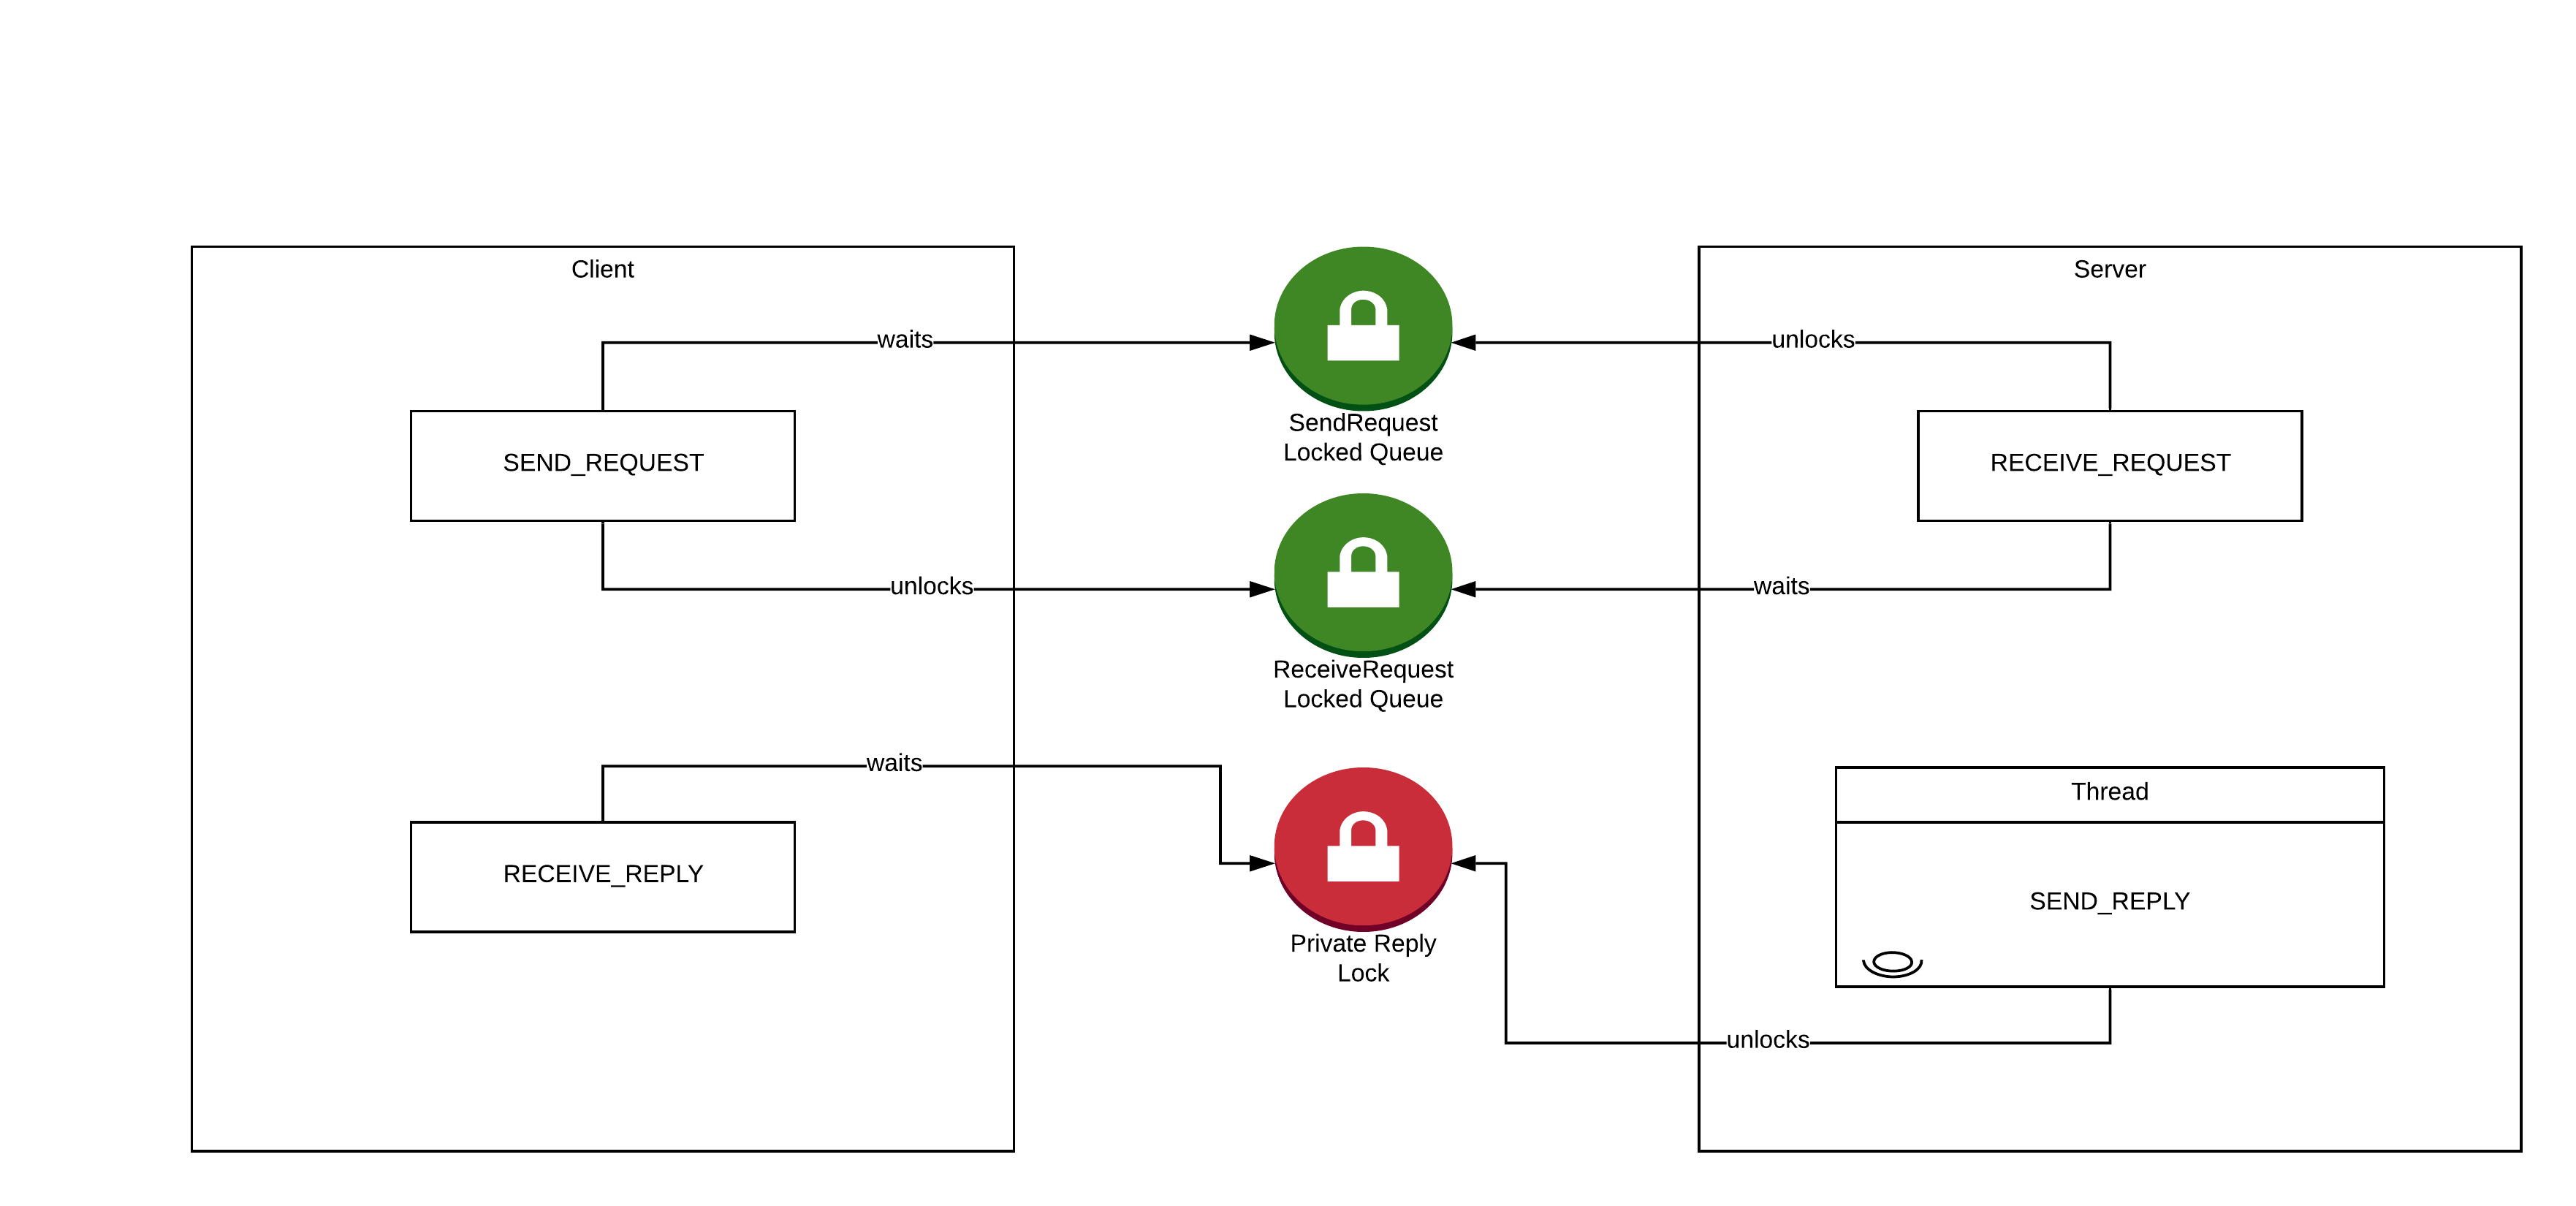 Client
Server
waits
unlocks
SendRequest
Locked Queue
SEND_REQUEST
RECEIVE_REQUEST
unlocks
waits
ReceiveRequest
Locked Queue
waits
Thread
RECEIVE_REPLY
SEND_REPLY
Private Reply
Lock
unlocks